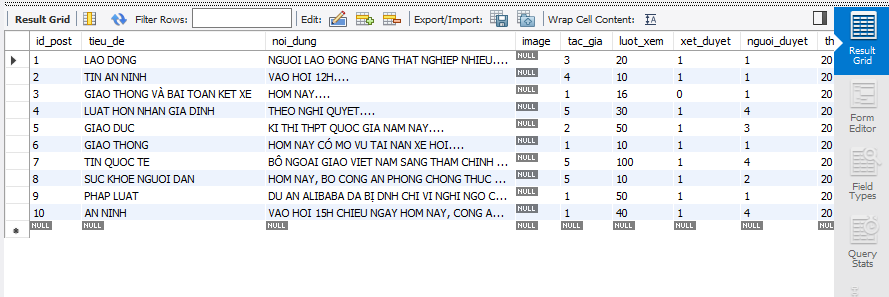 Result Grid Filter Rows: Edit: Export/Import: Wrap Cell Content:
id_post tieu_de noi_dung image tac_gia luot_xem xet_duyet nguoi_duyet th
1 LAO DONG NGUOI LAO ĐONG ĐANG THAT NGHIEP NHIEU... NULL 3 20 1 1 20
2 TIN AN NINH VAO HOI 12H.... NULL 4 10 1 1 20
3 GIAO THONG VÀ BAI TOAN KET XE HOM NAY.... NULL 1 16 0 1 20
4 LUAT HON NHAN GIA DINH THEO NGHI QUYET.... NULL 5 30 1 4 20
5 GIAO DUC KI THI THPT QUOC GIA NAM NAY.... NULL 2 50 1 3 20
6 GIAO THONG HOM NAY CÓ MO VU TAI NAN XE HOI.... NULL 1 10 1 1 20
7 TIN QUOC TE BÔ NGOAI GIAO VIET NAM SANG THAM CHINH ... NULL 5 100 1 4 20
8 SUC KHOE NGUOI DAN HOM NAY, BO CONG AN PHONG CHONG THUC ... NULL 5 10 1 2 20
9 PHAP LUAT DU AN ALIBABA DA BỊ DNH CHI VI NGHI NGO C... NULL 1 50 1 1 20
10 AN NINH VAO HOI 15H CHIEU NGAY HOM NAY, CONG A... NULL 1 40 1 4 20
NULL NULL NULL NULL NULL NULL NULL NULL NULL
Result
Grid
Form
Editor
Field
Types
Query
Stats